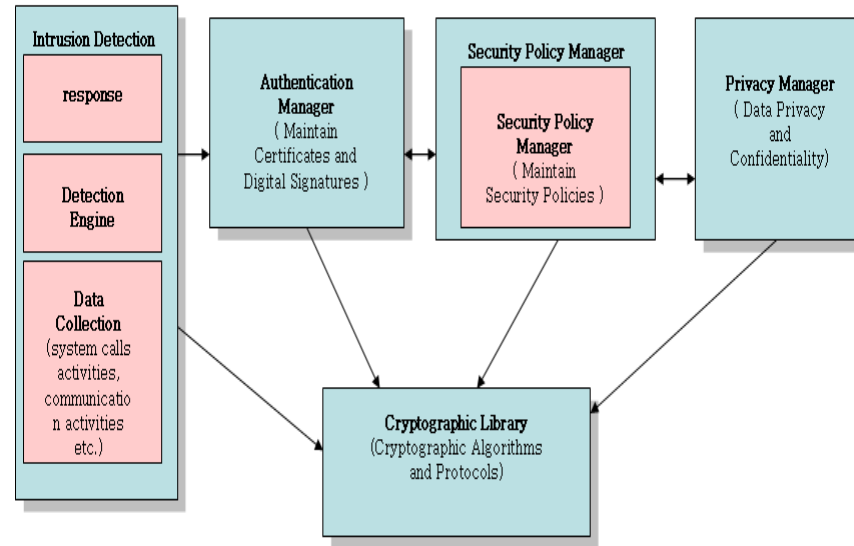 Intrusion Detection
response
Detection
Engine
Data
Collection
(system calls
activities,
communicatio
n activities
etc.)
Authentication
Manager
( Maintain
Certificates and
Digital Signatures )
Security Policy Manager
Security Policy
Manager
( Maintain
Security Policies )
Privacy Manager
( Data Privacy
and
Confidentiality)
Cryptographic Library
(Cryptographic Algorithms
and Protocols)